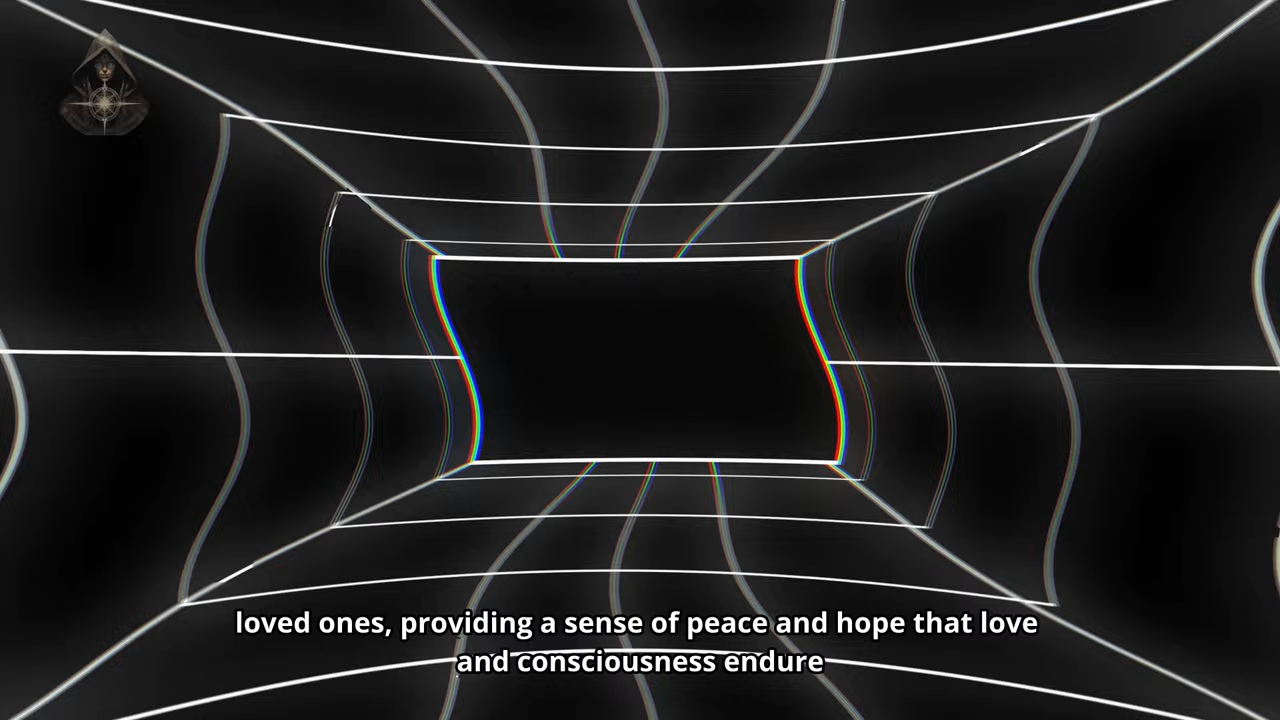 loved ones, providing a sense of peace and hope that love
and consciousness endure